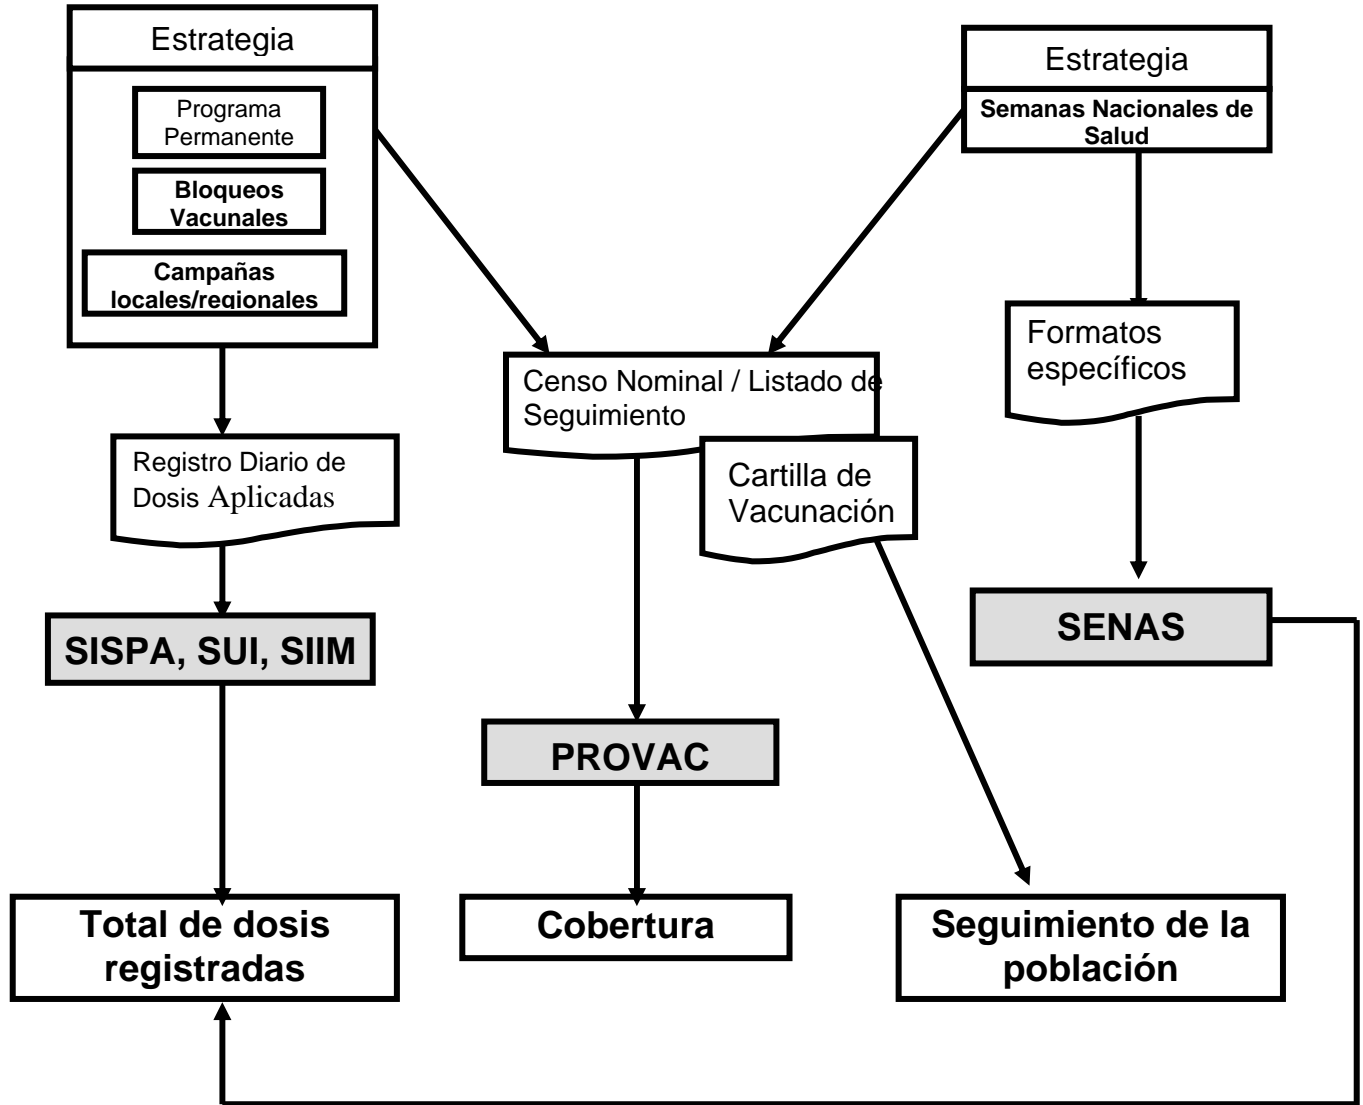 Estrategia
Programa
Permanente
Bloqueos
Vacunales
Campañas
locales/regionales
Estrategia
Semanas Nacionales de
Salud
Censo Nominal / Listado de
Seguimiento
Cartilla de
Vacunación
Formatos
específicos
Registro Diario de
Dosis Aplicadas
SISPA, SUI, SIIM
PROVAC
SENAS
Total de dosis
registradas
Cobertura
Seguimiento de la
población